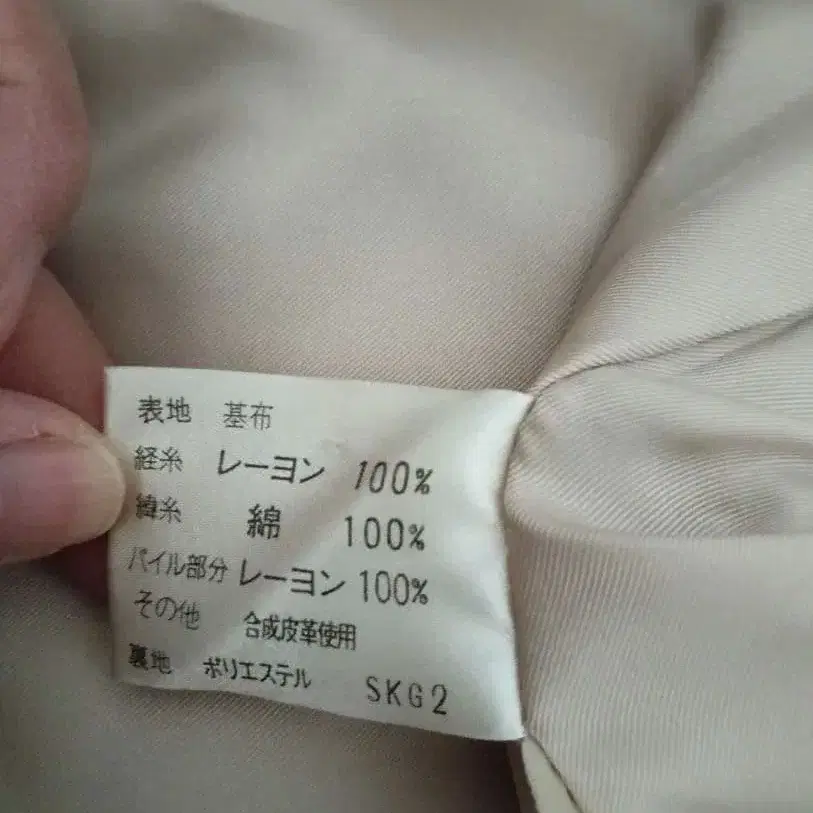 表地 基布
経糸 レーヨン 100%
緯糸 綿 100%
パイル部分 レーヨン 100%
その他 合成皮革使用
裏地 ポリエステル SKG2